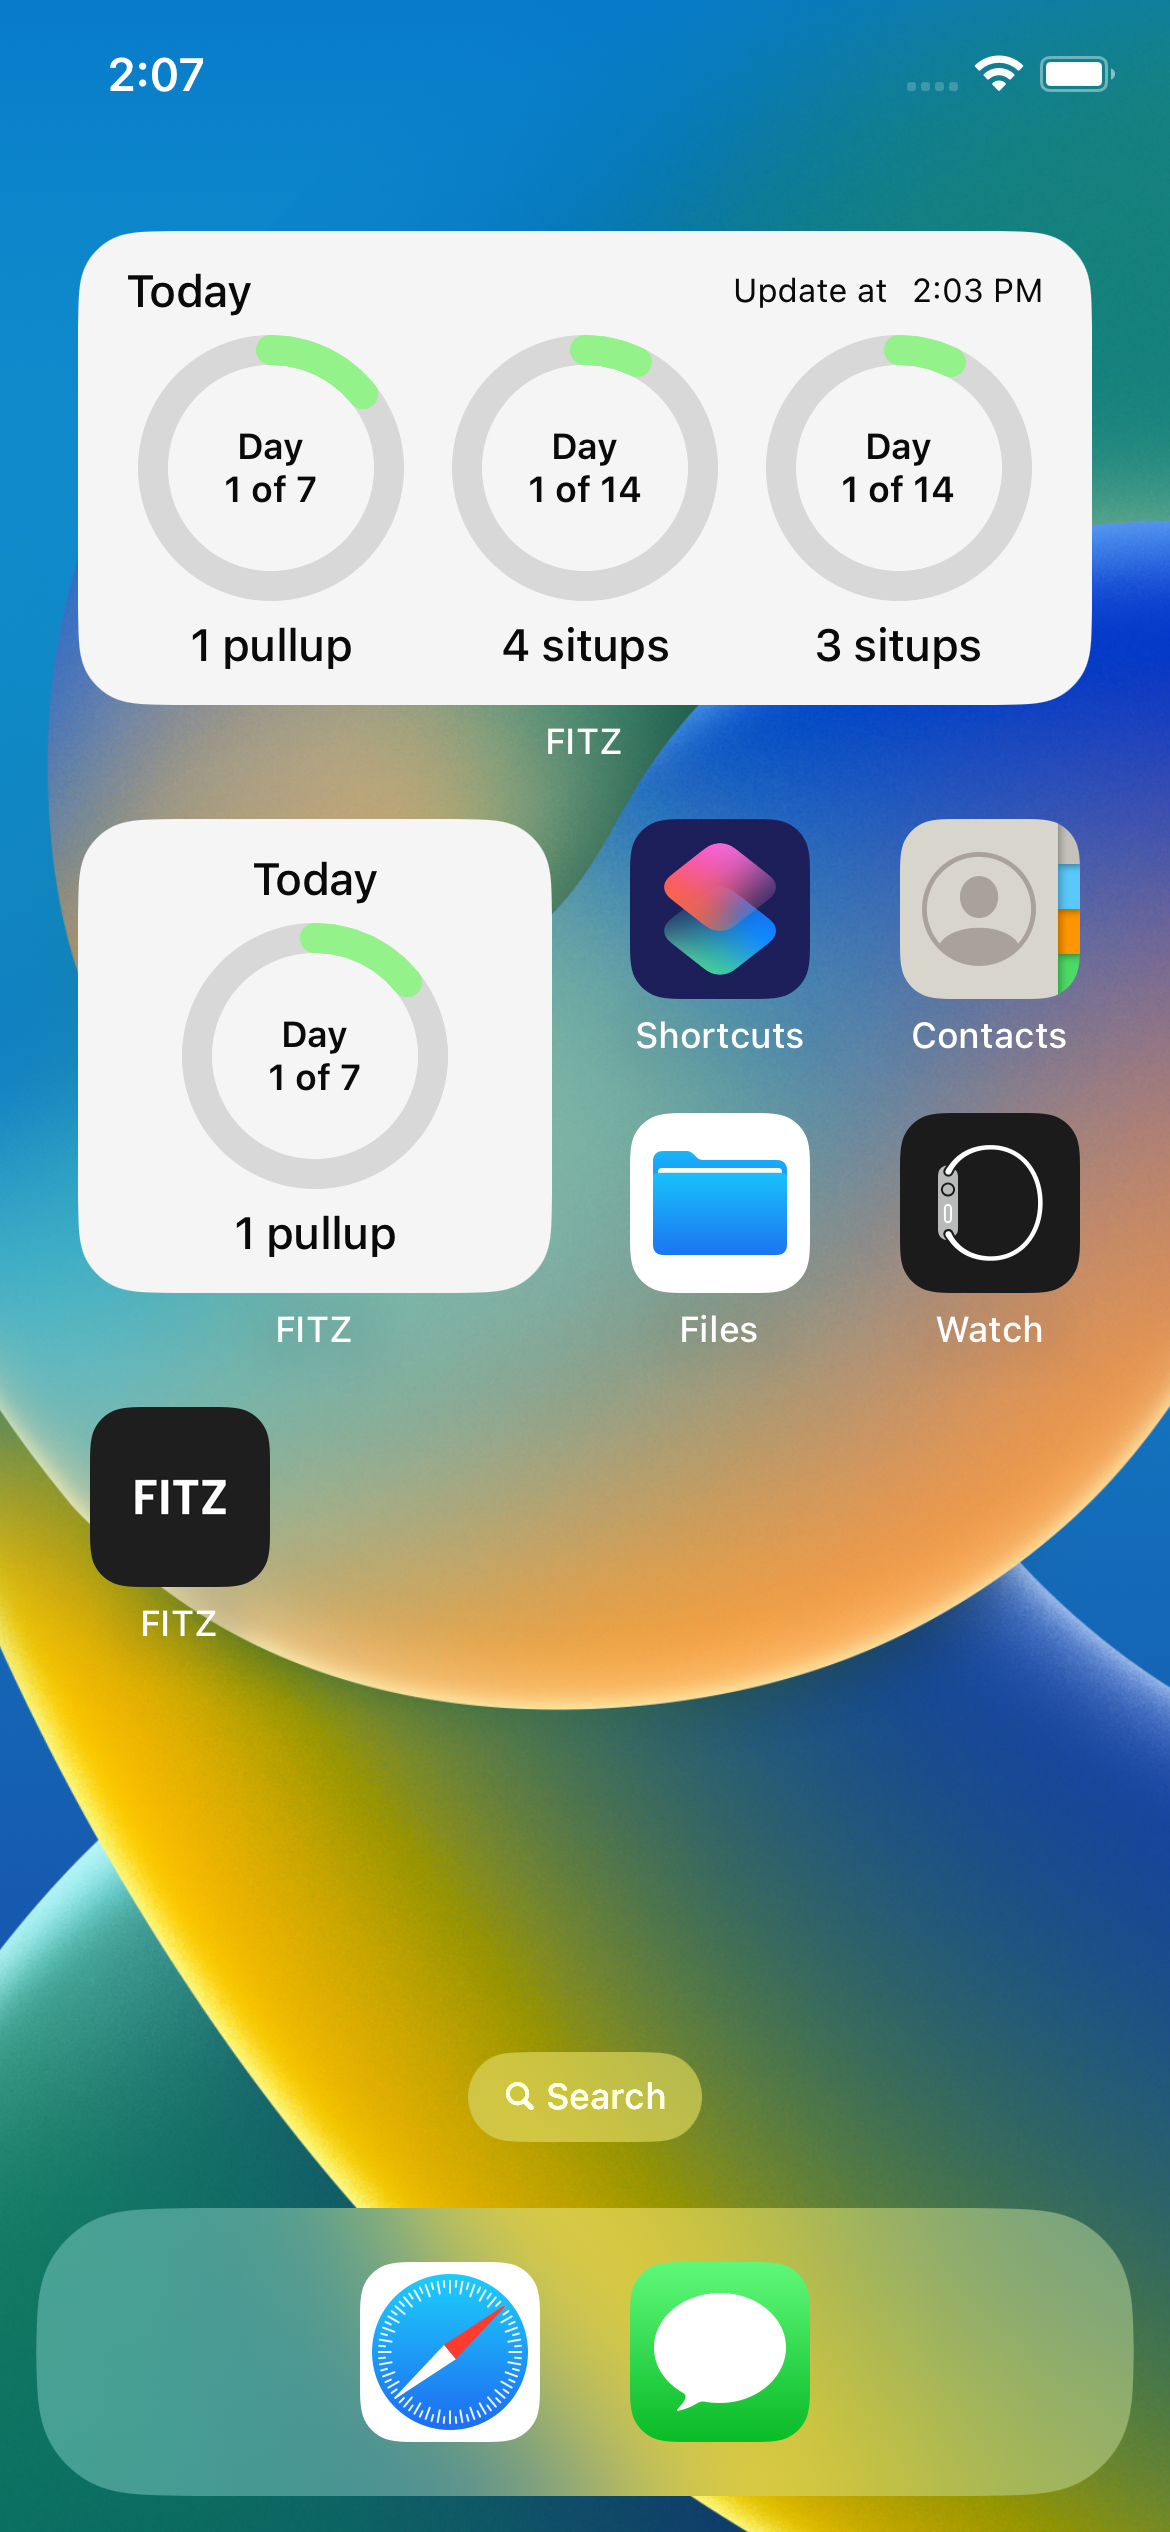 2:07
Today
Update at 2:03 PM
Day
1 of 7
Day
1 of 14
Day
1 of 14
1 pullup
4 situps
3 situps
FITZ
Today
Day
1 of 7
1 pullup
FITZ
Shortcuts
Contacts
Files
Watch
FITZ
FITZ
Search